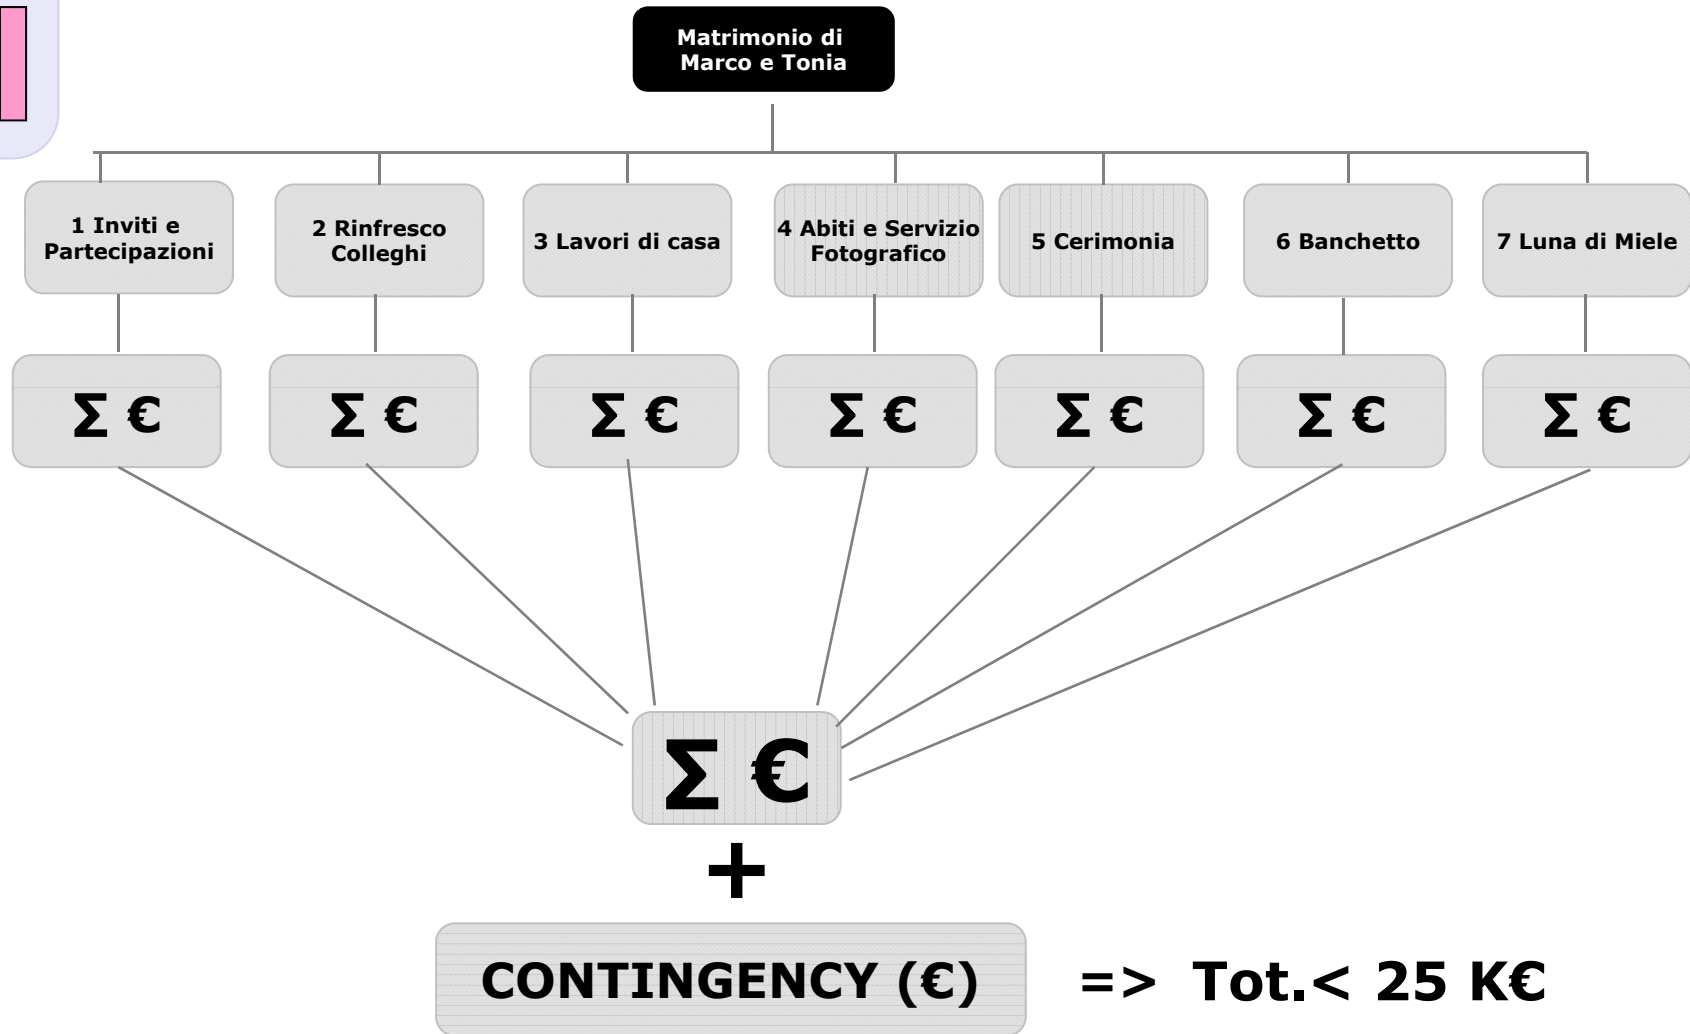 Matrimonio di
Marco e Tonia
1 Inviti e
Partecipazioni
2 Rinfresco
Colleghi
3 Lavori di casa
4 Abiti e Servizio
Fotografico
5 Cerimonia
6 Banchetto
7 Luna di Miele
Σ €
Σ €
Σ €
Σ €
Σ €
Σ €
Σ €
Σ €
+
CONTINGENCY (€)
=> Tot.< 25 K€